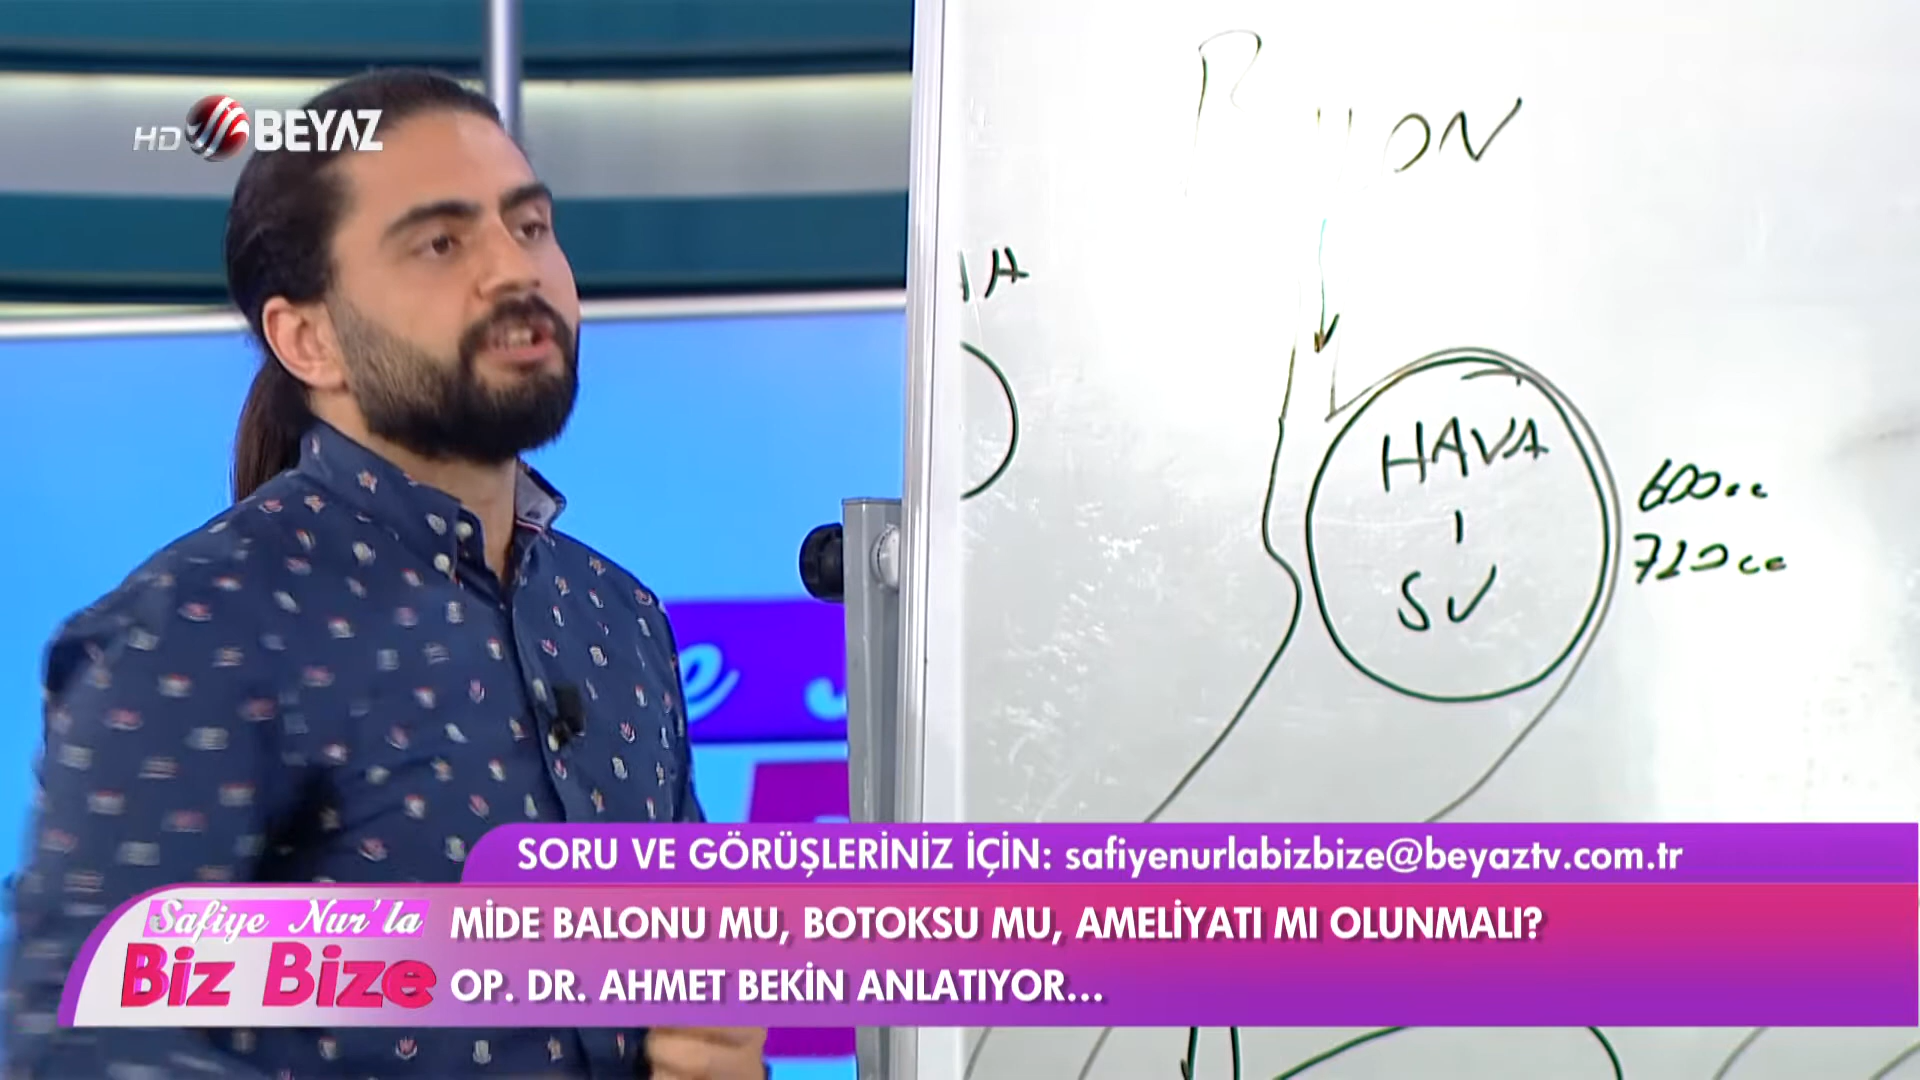 HD BEYAZ
HAVA
SU
600cc
720cc
SORU VE GÖRÜŞLERİNİZ İÇİN: safiyenurlabizbize@beyaztv.com.tr
Safiye Nur'la
Biz Bize
MİDE BALONU MU, BOTOKSU MU, AMELİYATI MI OLUNMALI?
OP. DR. AHMET BEKİN ANLATIYOR...